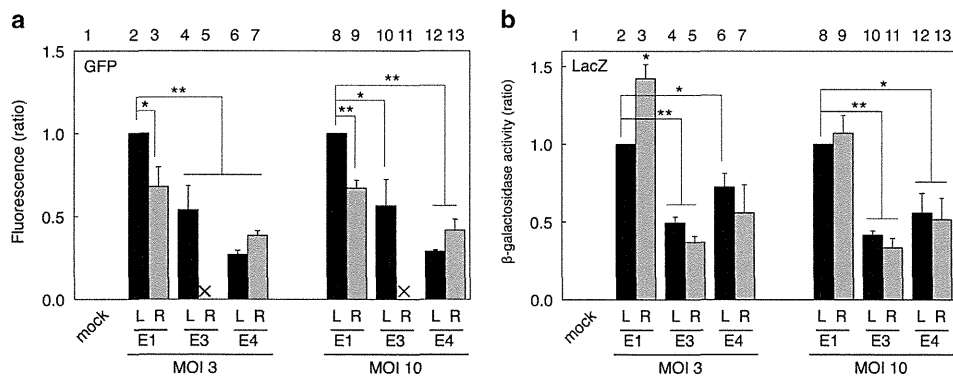 a
1 2 3 4 5 6 7 8 9 10 11 12 13
1.5
1.0
0.5
0.0
Fluorescence (ratio)
GFP
*
**
**
*
**
×
×
mock
L R L R L R L R L R L R
E1 E3 E4 E1 E3 E4
MOI 3 MOI 10
b
1 2 3 4 5 6 7 8 9 10 11 12 13
1.5
1.0
0.5
0.0
β-galactosidase activity (ratio)
LacZ
*
*
**
*
**
mock
L R L R L R L R L R L R
E1 E3 E4 E1 E3 E4
MOI 3 MOI 10